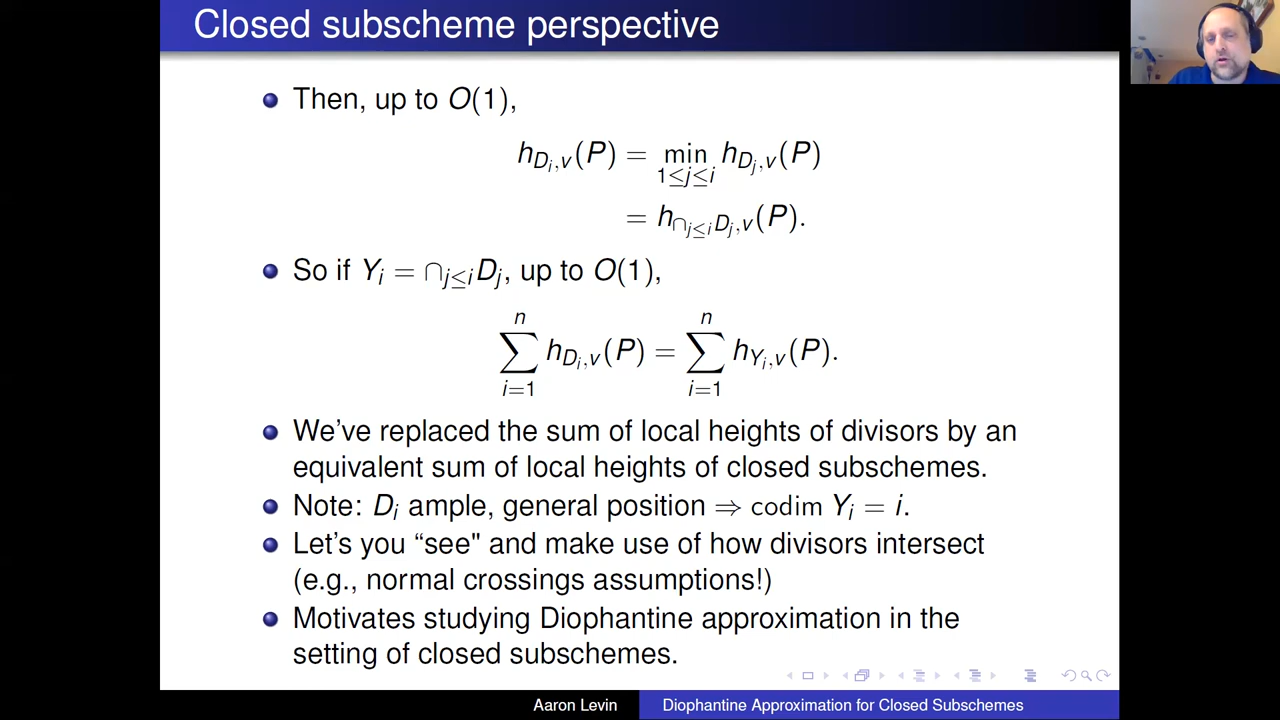 Closed subscheme perspective
Then, up to O(1),
h_{D_i,v}(P) = min_{1≤j≤i} h_{D_j,v}(P)
= h_{∩_{j≤i}D_j,v}(P).
So if Y_i = ∩_{j≤i}D_j, up to O(1),
∑_{i=1}^{n} h_{D_i,v}(P) = ∑_{i=1}^{n} h_{Y_i,v}(P).
We've replaced the sum of local heights of divisors by an
equivalent sum of local heights of closed subschemes.
Note: D_i ample, general position ⇒ codim Y_i = i.
Let's you “see" and make use of how divisors intersect
(e.g., normal crossings assumptions!)
Motivates studying Diophantine approximation in the
setting of closed subschemes.
Aaron Levin
Diophantine Approximation for Closed Subschemes